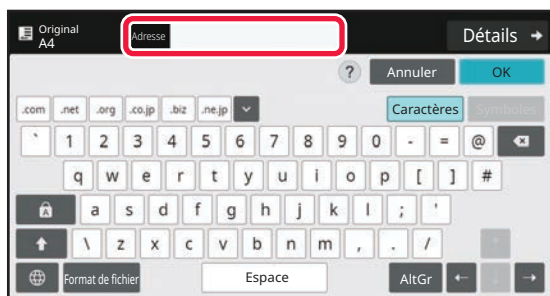 Original
A4
Adresse
Détails
? Annuler OK
.com .net .org .co.jp .biz .ne.jp Caractères Symboles
` 1 2 3 4 5 6 7 8 9 0 - = @
q w e r t y u i o p [ ] #
A a s d f g h j k l ; '
\ z x c v b n m , . /
Format de fichier Espace AltGr